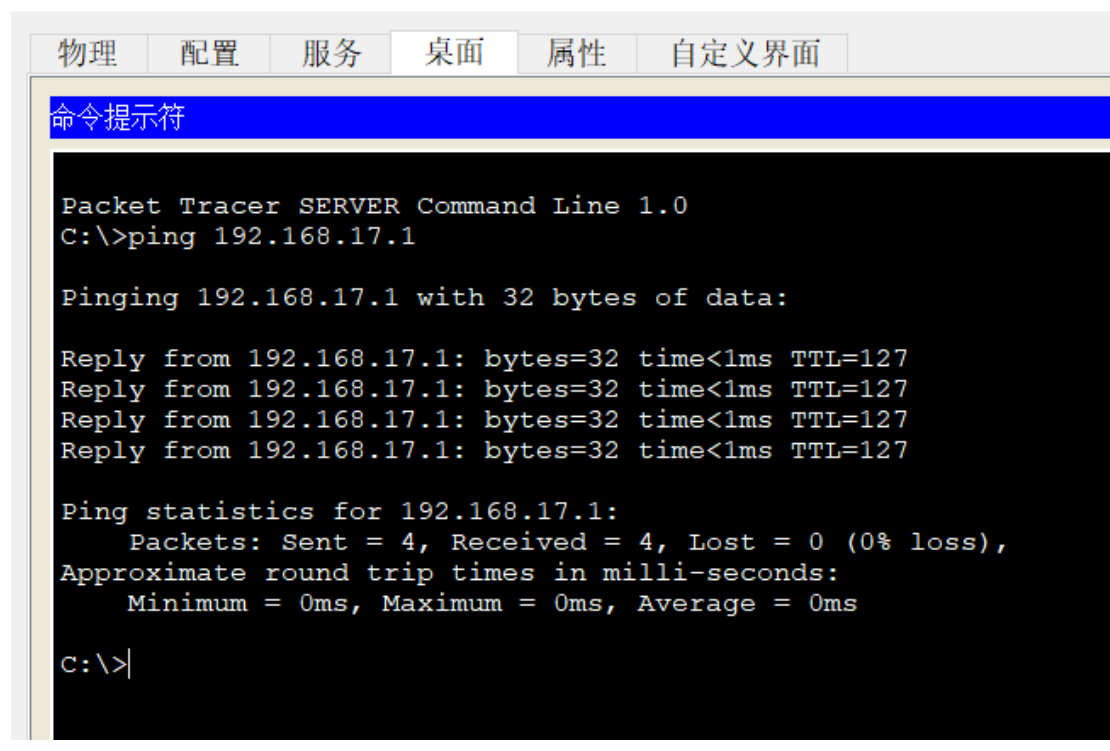 物理 配置 服务 桌面 属性 自定义界面
命令提示符
Packet Tracer SERVER Command Line 1.0
C:\>ping 192.168.17.1
Pinging 192.168.17.1 with 32 bytes of data:
Reply from 192.168.17.1: bytes=32 time<1ms TTL=127
Reply from 192.168.17.1: bytes=32 time<1ms TTL=127
Reply from 192.168.17.1: bytes=32 time<1ms TTL=127
Reply from 192.168.17.1: bytes=32 time<1ms TTL=127
Ping statistics for 192.168.17.1:
Packets: Sent = 4, Received = 4, Lost = 0 (0% loss),
Approximate round trip times in milli-seconds:
Minimum = 0ms, Maximum = 0ms, Average = 0ms
C:\>